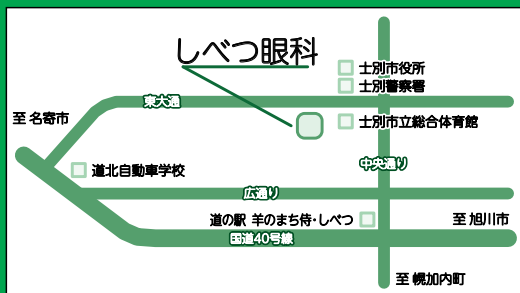 しべつ眼科
士別市役所
士別警察署
東大通
至 名寄市
士別市立総合体育館
中央通り
道北自動車学校
広通り
道の駅 羊のまち侍・しべつ
至 旭川市
国道40号線
至 幌加内町